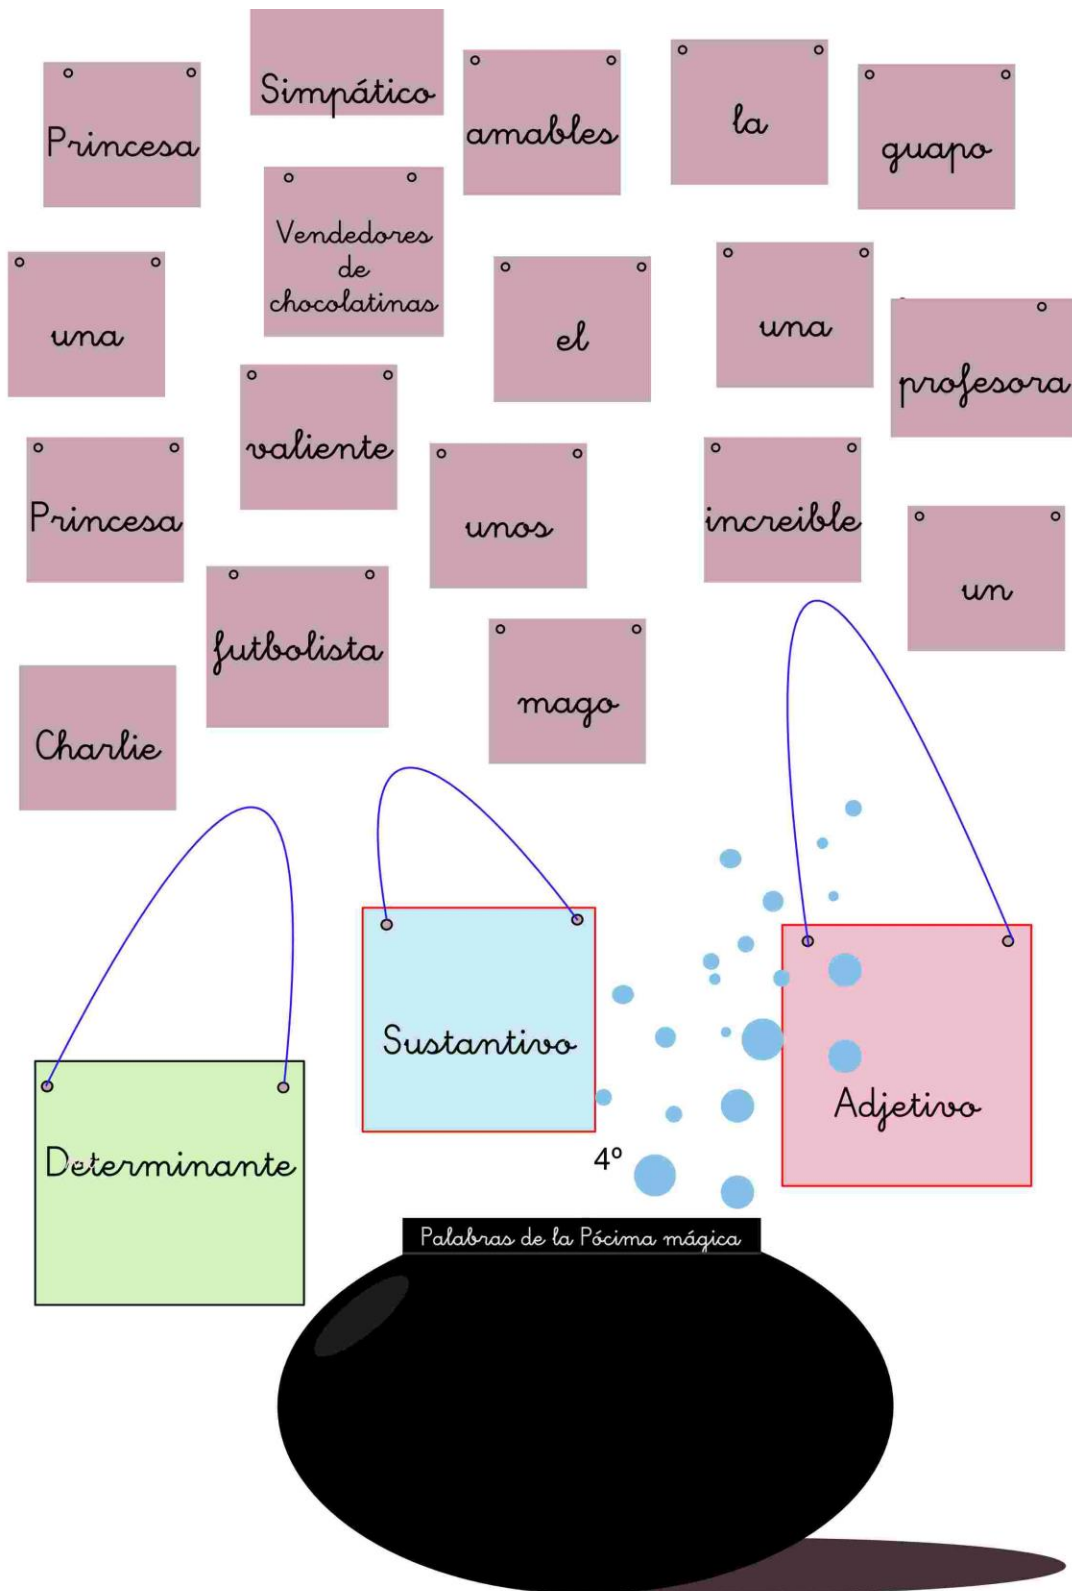 Simpático
Princesa
amables
la
guapo
Vendedores
de
chocolatinas
una
el
una
profesora
valiente
Princesa
unos
increible
un
futbolista
mago
Charlie
Sustantivo
Adjetivo
Determinante
4º
Palabras de la Pócima mágica